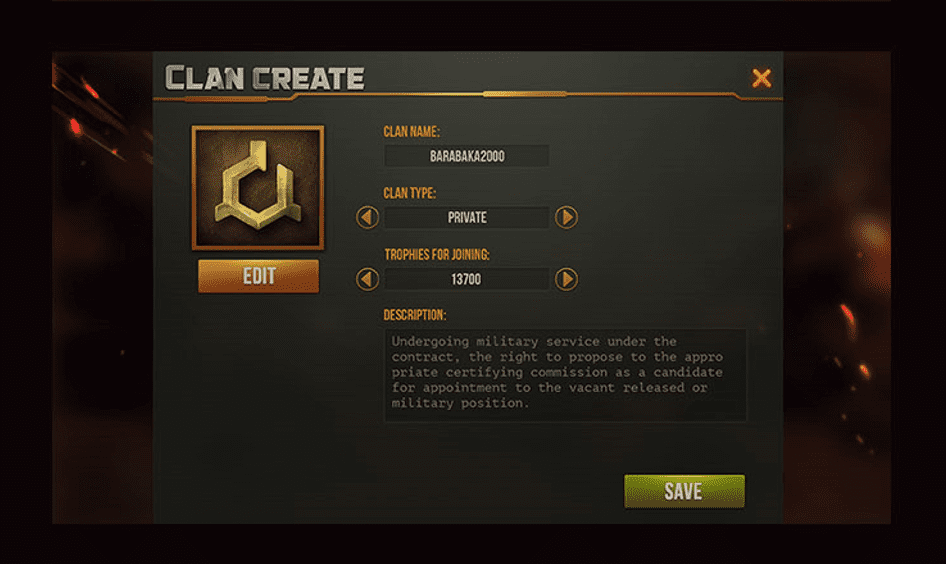 CLAN CREATE
CLAN NAME:
BARABAKA2000
CLAN TYPE:
PRIVATE
TROPHIES FOR JOINING:
13700
EDIT
DESCRIPTION:
Undergoing military service under the
contract, the right to propose to the appro
priate certifying commission as a candidate
for appointment to the vacant released or
military position.
SAVE